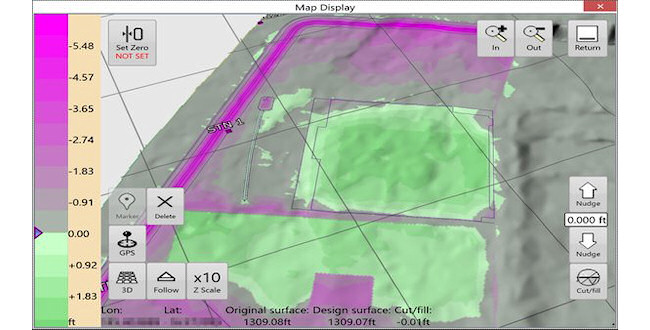 Map Display
Set Zero
NOT SET
In
Out
Return
-5.48
-4.57
-3.65
-2.74
-1.83
-0.91
0.00
+0.92
+1.83
ft
STN 1
Marker
Delete
GPS
3D
Follow
x10
Z Scale
Nudge
0.000 ft
Nudge
Cut/fill
Lon: Lat: Original surface: Design surface: Cut/fill:
1309.08ft 1309.07ft -0.01ft